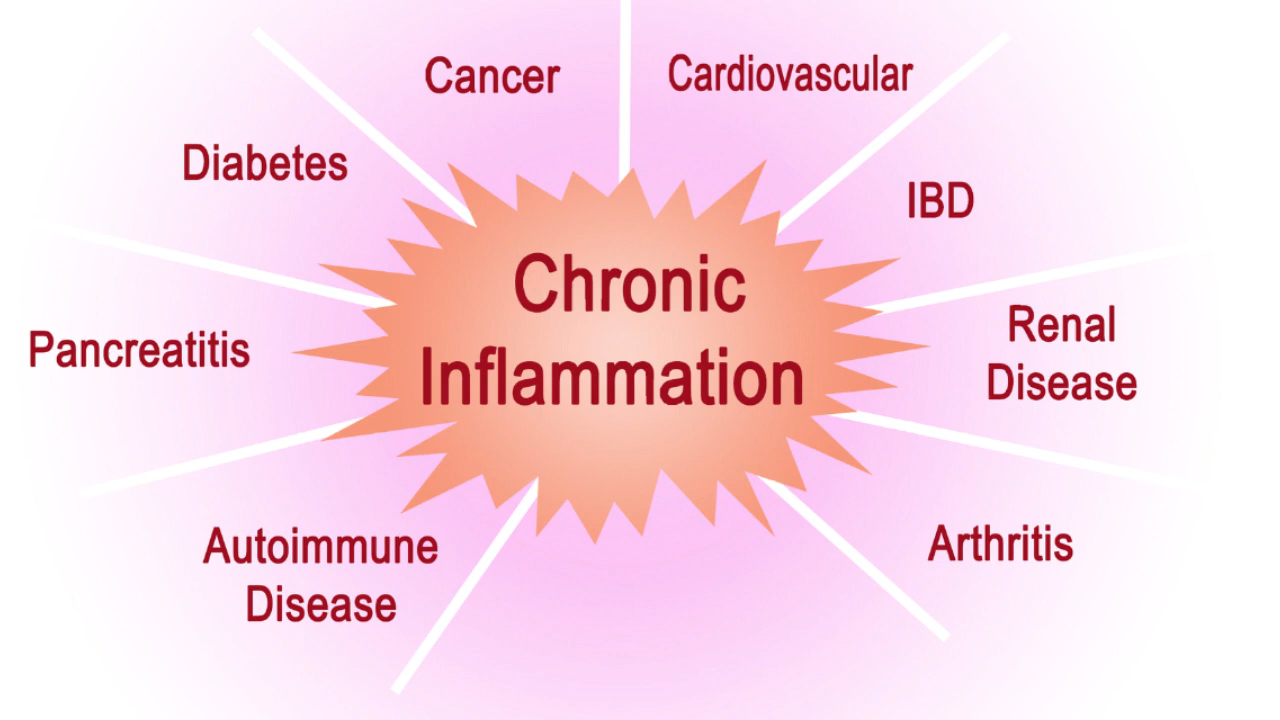 Cancer
Cardiovascular
Diabetes
IBD
Chronic
Inflammation
Pancreatitis
Renal
Disease
Autoimmune
Disease
Arthritis